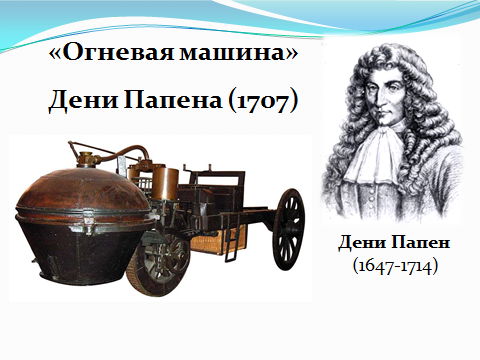 «Огневая машина»
Дени Папена (1707)
Дени Папен
(1647-1714)